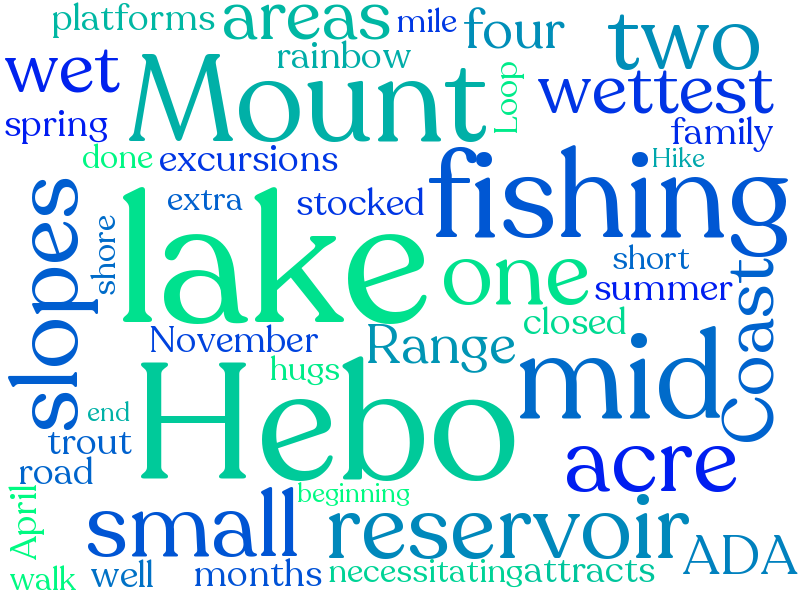 platforms
areas
mile
four
two
wet
Mount
rainbow
Loop
wettest
spring
family
done
excursions
Hike
fishing
slopes
extra
stocked
lake
shore
one
short
summer
Coast
November
Range
closed
mid
hugs
Hebo
end
trout
road
acre
April
beginning
small
reservoir
ADA
walk
well
months
necessitating
attracts